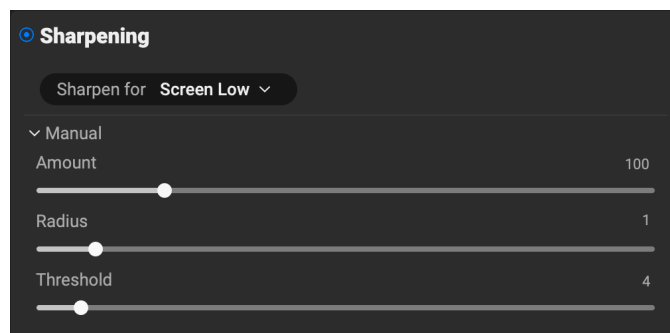 Sharpening
Sharpen for Screen Low
Manual
Amount 100
Radius 1
Threshold 4